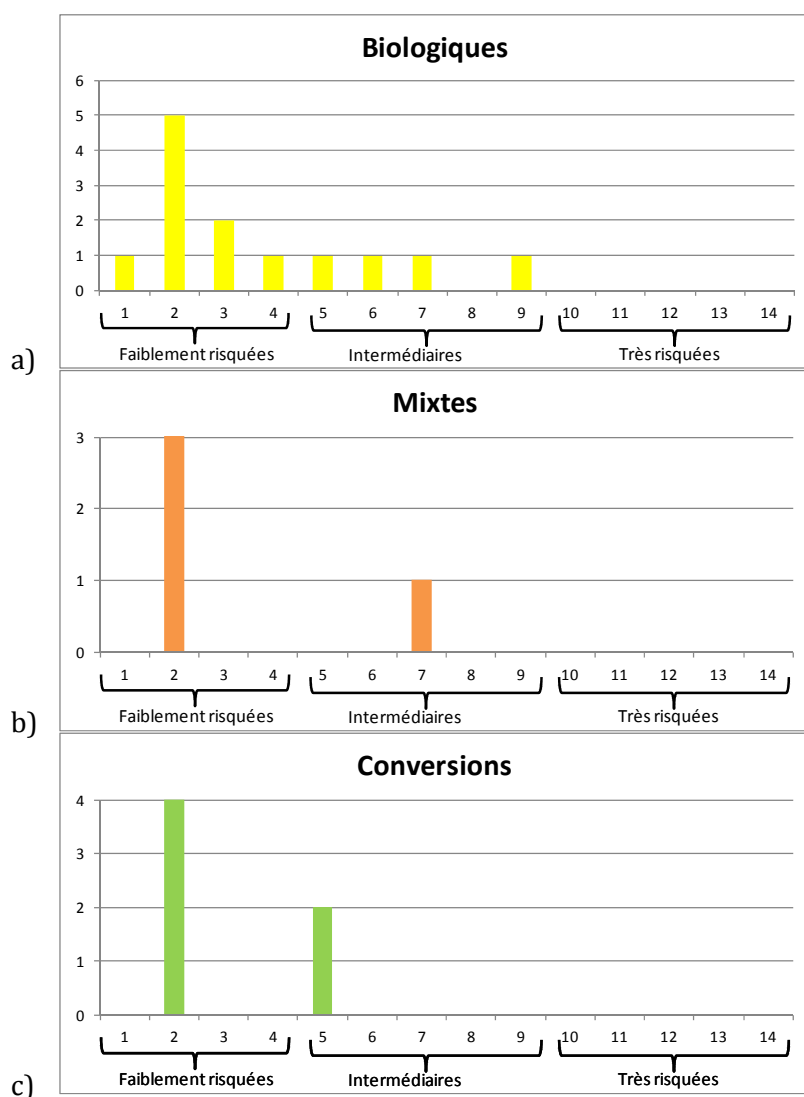 Biologiques
6
5
4
3
2
1
0
1 2 3 4 5 6 7 8 9 10 11 12 13 14
Faiblement risquées Intermédiaires Très risquées
a)
Mixtes
3
2
1
0
1 2 3 4 5 6 7 8 9 10 11 12 13 14
Faiblement risquées Intermédiaires Très risquées
b)
Conversions
4
3
2
1
0
1 2 3 4 5 6 7 8 9 10 11 12 13 14
Faiblement risquées Intermédiaires Très risquées
c)